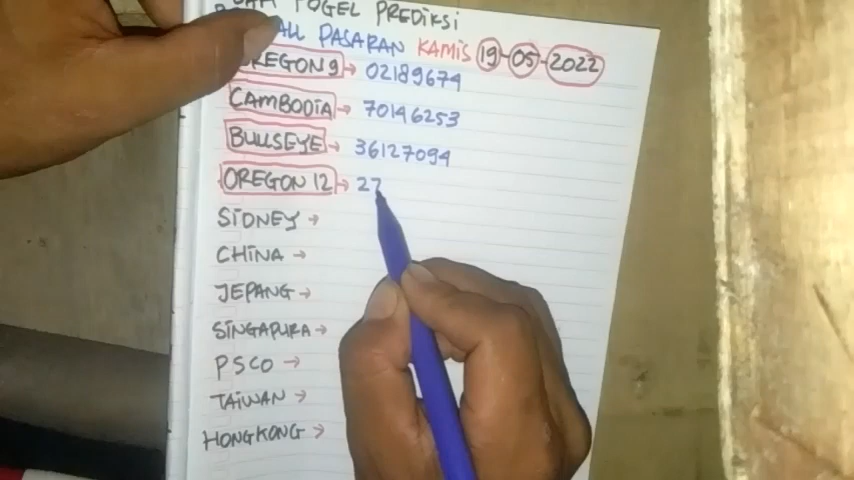 TOGEL PREDIKSI
ALL PASARAN KAMIS 19-05-2022
OREGON 9 → 02189674
CAMBODIA → 70146253
BULLSEYE → 36127094
OREGON 12 → 27
SIDNEY →
CHINA →
JEPANG →
SINGAPURA →
PSCO →
TAIWAN →
HONGKONG →